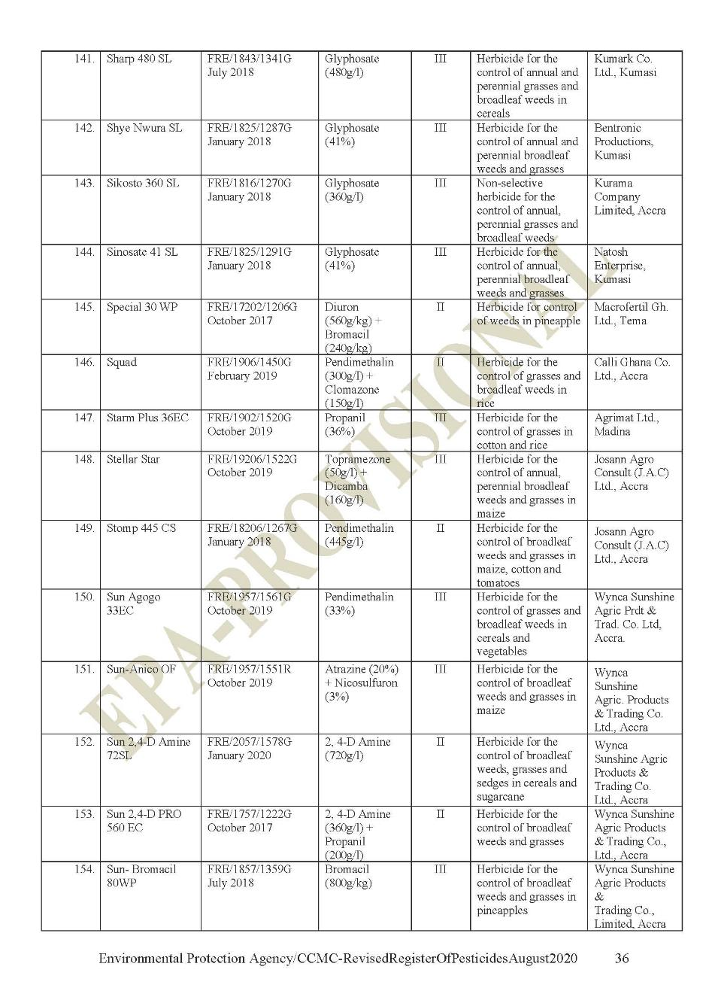 141. Sharp 480 SL FRE/1843/1341G Glyphosate III Herbicide for the Kumark Co.
July 2018 (480g/l) control of annual and Ltd., Kumasi
perennial grasses and
broadleaf weeds in
cereals
142. Shye Nwura SL FRE/1825/1287G Glyphosate III Herbicide for the Bentronic
January 2018 (41%) control of annual and Productions,
perennial broadleaf Kumasi
weeds and grasses
143. Sikosto 360 SL FRE/1816/1270G Glyphosate III Non-selective Kurama
January 2018 (360g/l) herbicide for the Company
control of annual, Limited, Accra
perennial grasses and
broadleaf weeds
144. Sinosate 41 SL FRE/1825/1291G Glyphosate III Herbicide for the Natosh
January 2018 (41%) control of annual, Enterprise,
perennial broadleaf Kumasi
weeds and grasses
145. Special 30 WP FRE/17202/1206G Diuron II Herbicide for control Macrofertil Gh.
October 2017 (560g/kg) + of weeds in pineapple Ltd., Tema
Bromacil
(240g/kg)
146. Squad FRE/1906/1450G Pendimethalin II Herbicide for the Calli Ghana Co.
February 2019 (300g/l) + control of grasses and Ltd., Accra
Clomazone broadleaf weeds in
(150g/l) rice
147. Starm Plus 36EC FRE/1902/1520G Propanil III Herbicide for the Agrimat Ltd.,
October 2019 (36%) control of grasses in Madina
cotton and rice
148. Stellar Star FRE/19206/1522G Topramezone III Herbicide for the Josann Agro
October 2019 (50g/l) + control of annual, Consult (J.A.C)
Dicamba perennial broadleaf Ltd., Accra
(160g/l) weeds and grasses in
maize
149. Stomp 445 CS FRE/18206/1267G Pendimethalin II Herbicide for the Josann Agro
January 2018 (445g/l) control of broadleaf Consult (J.A.C)
weeds and grasses in Ltd., Accra
maize, cotton and
tomatoes
150. Sun Agogo FRE/1957/1561G Pendimethalin III Herbicide for the Wynca Sunshine
33EC October 2019 (33%) control of grasses and Agric Prdt &
broadleaf weeds in Trad. Co. Ltd,
cereals and Accra.
vegetables
151. Sun-Anico OF FRE/1957/1551R Atrazine (20%) III Herbicide for the Wynca
October 2019 + Nicosulfuron control of broadleaf Sunshine
(3%) weeds and grasses in Agric. Products
maize & Trading Co.
Ltd., Accra
152. Sun 2,4-D Amine FRE/2057/1578G 2, 4-D Amine II Herbicide for the Wynca
72SL January 2020 (720g/l) control of broadleaf Sunshine Agric
weeds, grasses and Products &
sedges in cereals and Trading Co.
sugarcane Ltd., Accra
153. Sun 2,4-D PRO FRE/1757/1222G 2, 4-D Amine II Herbicide for the Wynca Sunshine
560 EC October 2017 (360g/l) + control of broadleaf Agric Products
Propanil weeds and grasses & Trading Co.,
(200g/l) Ltd., Accra
154. Sun- Bromacil FRE/1857/1359G Bromacil III Herbicide for the Wynca Sunshine
80WP July 2018 (800g/kg) control of broadleaf Agric Products
weeds and grasses in &
pineapples Trading Co.,
Limited, Accra
EPA-PROVISIONAL
Environmental Protection Agency/CCMC-RevisedRegisterOfPesticidesAugust2020 36